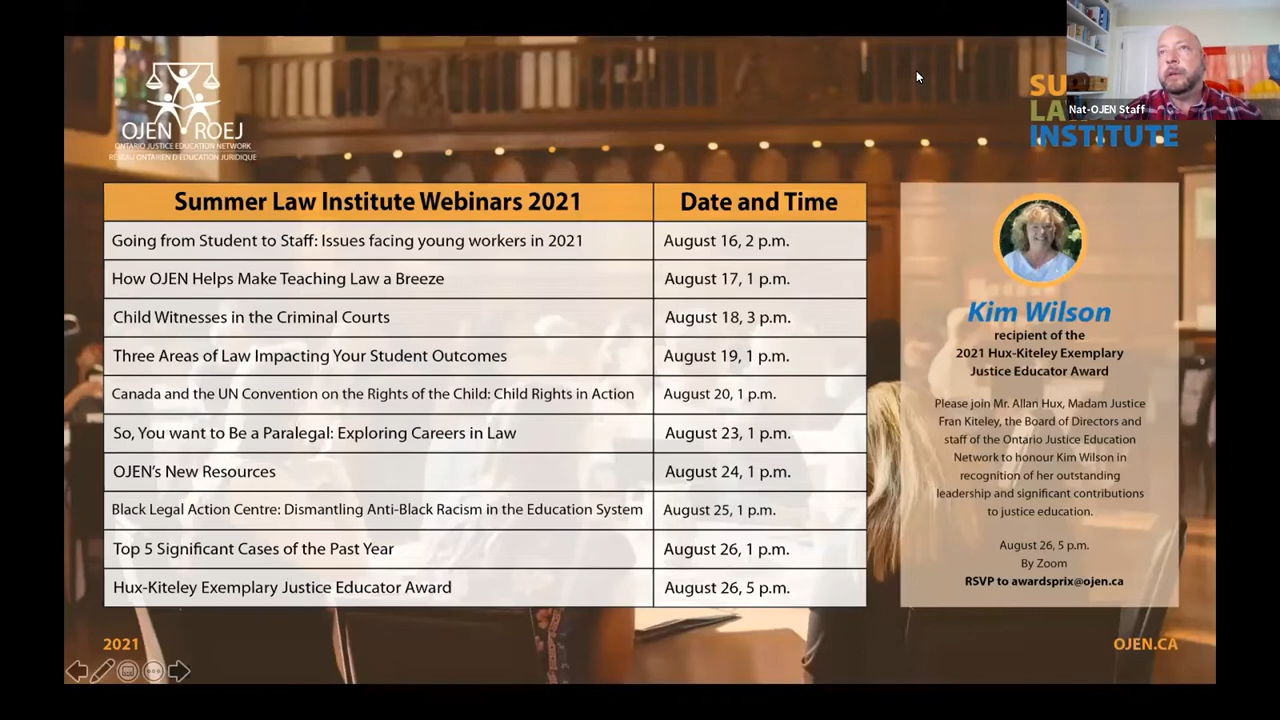 OJEN ROEJ
ONTARIO JUSTICE EDUCATION NETWORK
RÉSEAU ONTARIEN D'ÉDUCATION JURIDIQUE
SU
LA
INSTITUTE
Nat-OJEN Staff
Summer Law Institute Webinars 2021 Date and Time
Going from Student to Staff: Issues facing young workers in 2021 August 16, 2 p.m.
How OJEN Helps Make Teaching Law a Breeze August 17, 1 p.m.
Child Witnesses in the Criminal Courts August 18, 3 p.m.
Three Areas of Law Impacting Your Student Outcomes August 19, 1 p.m.
Canada and the UN Convention on the Rights of the Child: Child Rights in Action August 20, 1 p.m.
So, You want to Be a Paralegal: Exploring Careers in Law August 23, 1 p.m.
OJEN's New Resources August 24, 1 p.m.
Black Legal Action Centre: Dismantling Anti-Black Racism in the Education System August 25, 1 p.m.
Top 5 Significant Cases of the Past Year August 26, 1 p.m.
Hux-Kiteley Exemplary Justice Educator Award August 26, 5 p.m.
Kim Wilson
recipient of the
2021 Hux-Kiteley Exemplary
Justice Educator Award
Please join Mr. Allan Hux, Madam Justice
Fran Kiteley, the Board of Directors and
staff of the Ontario Justice Education
Network to honour Kim Wilson in
recognition of her outstanding
leadership and significant contributions
to justice education.
August 26, 5 p.m.
By Zoom
RSVP to awardsprix@ojen.ca
2021
OJEN.CA